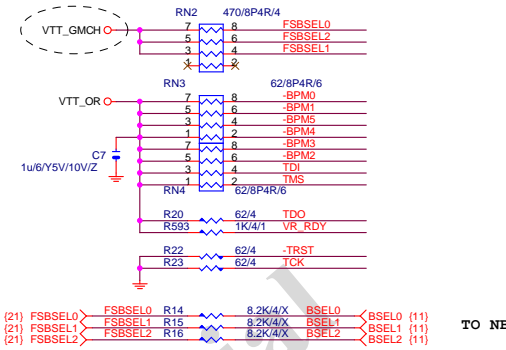 RN2 470/8P4R/4
VTT_GMCH 7 8 FSBSEL0
5 6 FSBSEL2
3 4 FSBSEL1
1 2
RN3 62/8P4R/6
VTT_OR 7 8 -BPM0
5 6 -BPM1
3 4 -BPM5
1 2 -BPM4
C7 7 8 -BPM3
1u/6/Y5V/10V/Z 5 6 -BPM2
3 4 TDI
1 2 TMS
RN4 62/8P4R/6
R20 62/4 TDO
R593 1K/4/1 VR_RDY
R22 62/4 -TRST
R23 62/4 TCK
{21} FSBSEL0 FSBSEL0 R14 8.2K/4/X BSEL0 BSEL0 {11}
{21} FSBSEL1 FSBSEL1 R15 8.2K/4/X BSEL1 BSEL1 {11}
{21} FSBSEL2 FSBSEL2 R16 8.2K/4/X BSEL2 BSEL2 {11}
TO NB